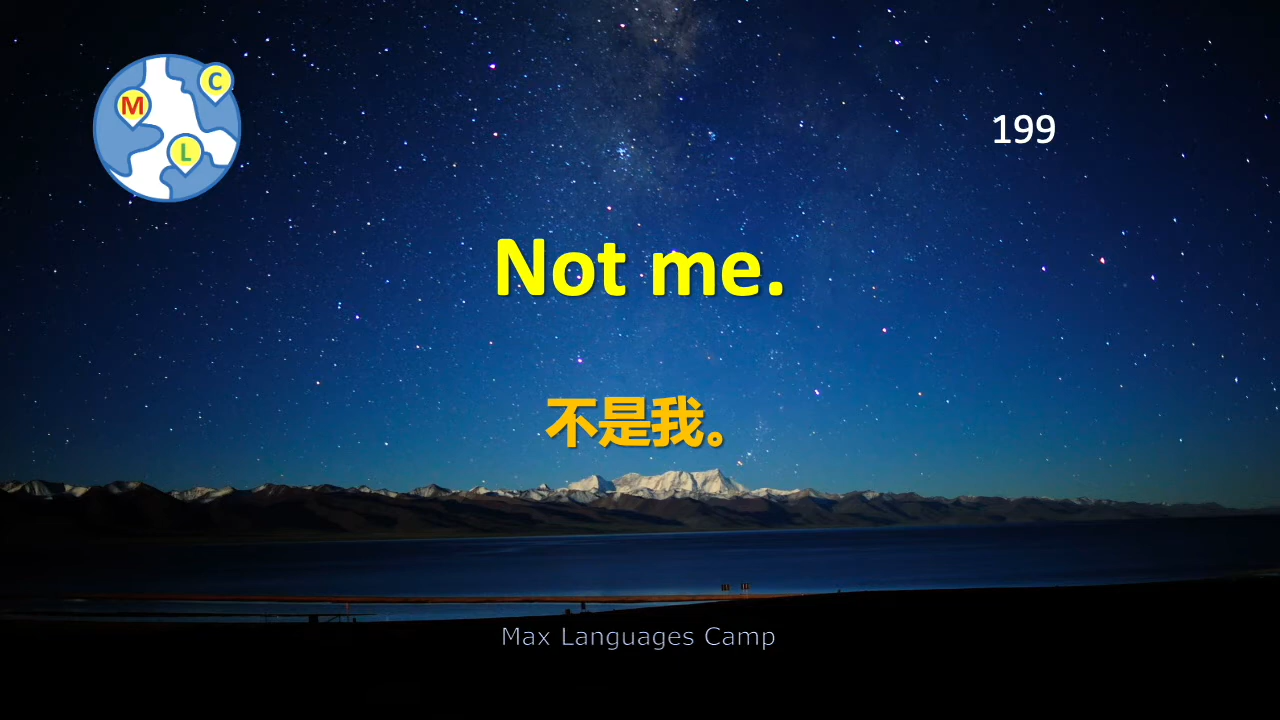 M
C
L
199
Not me.
不是我。
Max Languages Camp